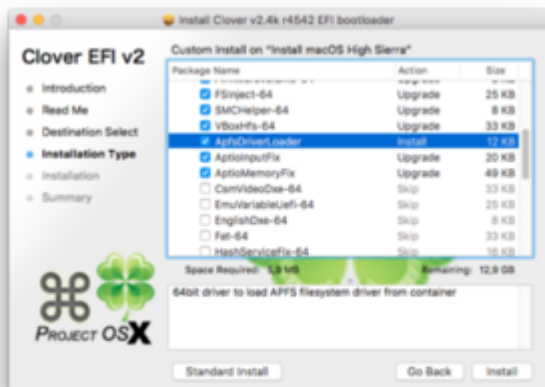 Install Clover v2.4k r4542 EFI bootloader
Clover EFI v2
Custom Install on "Install macOS High Sierra"
Package Name Action Size
FSinject-64 Upgrade 25 KB
SMCHelper-64 Upgrade 8 KB
VBoxHfs-64 Upgrade 33 KB
ApfsDriverLoader Install 12 KB
AptioInputFix Upgrade 20 KB
AptioMemoryFix Upgrade 49 KB
CsmVideoDxe-64 Skip 33 KB
EmuVariableUefi-64 Skip 25 KB
EnglishDxe-64 Skip 8 KB
Fat-64 Skip 33 KB
HashServiceFix-64 Skip 16 KB
Introduction
Read Me
Destination Select
Installation Type
Installation
Summary
Space Required: 5,9 MB Remaining: 12,9 GB
64bit driver to load APFS filesystem driver from container
PROJECT OSX
Standard Install Go Back Install